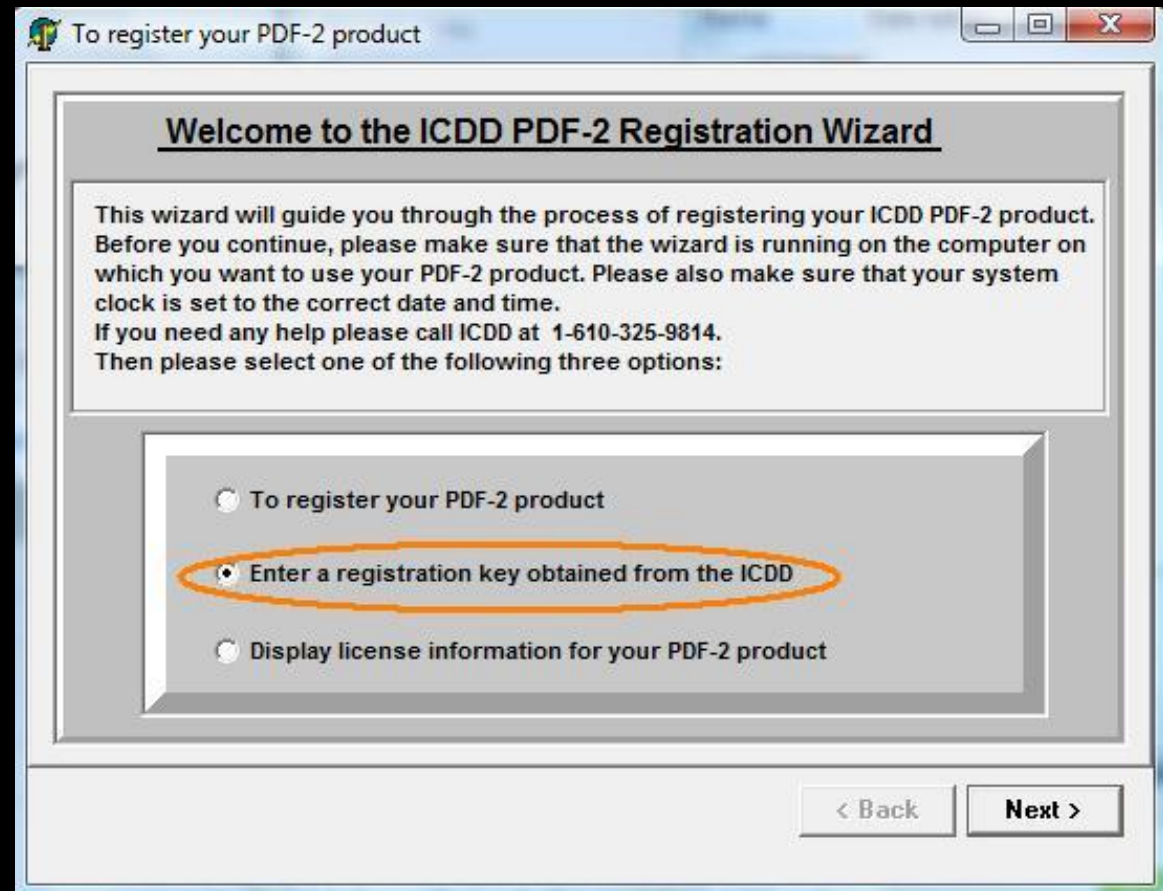 To register your PDF-2 product
Welcome to the ICDD PDF-2 Registration Wizard
This wizard will guide you through the process of registering your ICDD PDF-2 product.
Before you continue, please make sure that the wizard is running on the computer on
which you want to use your PDF-2 product. Please also make sure that your system
clock is set to the correct date and time.
If you need any help please call ICDD at 1-610-325-9814.
Then please select one of the following three options:
To register your PDF-2 product
Enter a registration key obtained from the ICDD
Display license information for your PDF-2 product
< Back
Next >